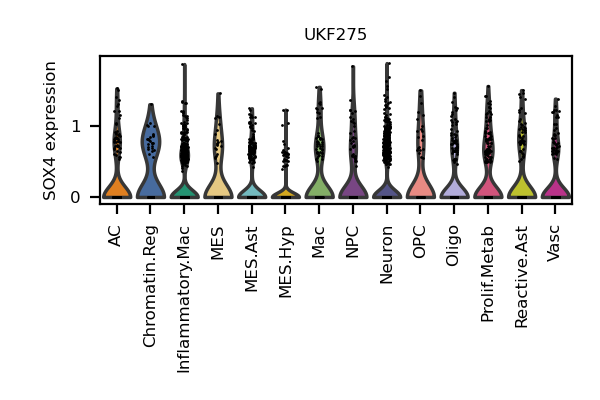 UKF275
SOX4 expression
1
0
AC
Chromatin.Reg
Inflammatory.Mac
MES
MES.Ast
MES.Hyp
Mac
NPC
Neuron
OPC
Oligo
Prolif.Metab
Reactive.Ast
Vasc